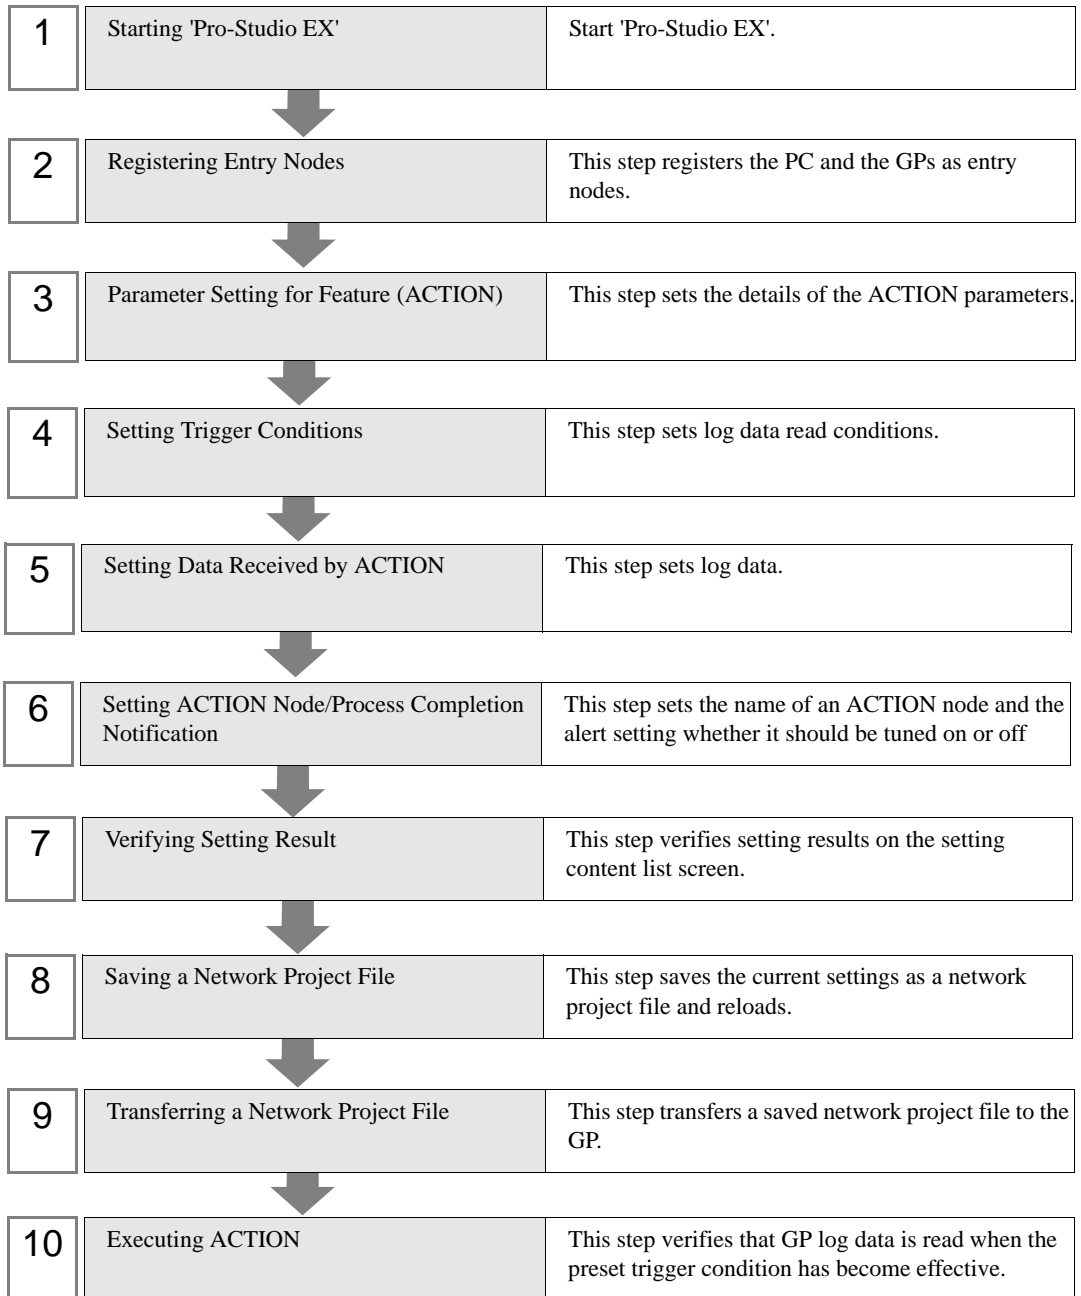 1
Starting 'Pro-Studio EX'
Start 'Pro-Studio EX'.
2
Registering Entry Nodes
This step registers the PC and the GPs as entry
nodes.
3
Parameter Setting for Feature (ACTION)
This step sets the details of the ACTION parameters.
4
Setting Trigger Conditions
This step sets log data read conditions.
5
Setting Data Received by ACTION
This step sets log data.
6
Setting ACTION Node/Process Completion
Notification
This step sets the name of an ACTION node and the
alert setting whether it should be tuned on or off
7
Verifying Setting Result
This step verifies setting results on the setting
content list screen.
8
Saving a Network Project File
This step saves the current settings as a network
project file and reloads.
9
Transferring a Network Project File
This step transfers a saved network project file to the
GP.
10
Executing ACTION
This step verifies that GP log data is read when the
preset trigger condition has become effective.